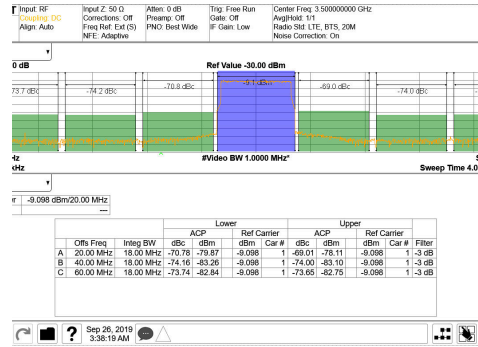 Input: RF Input Z: 50 Ω Atten: 0 dB Trig: Free Run Center Freq: 3.500000000 GHz
Coupling: DC Corrections: Off Preamp: Off Gate: Off Avg|Hold: 1/1
Align: Auto Freq Ref: Ext (S) PNO: Best Wide IF Gain: Low Radio Std: LTE, BTS, 20M
NFE: Adaptive Noise Correction: On
0 dB Ref Value -30.00 dBm
73.7 dBc -74.2 dBc -70.8 dBc -9.1 dBm -69.0 dBc -74.0 dBc
Hz #Video BW 1.0000 MHz*
kHz Sweep Time 4.0
-9.098 dBm/20.00 MHz
---
Lower Upper
ACP Ref Carrier ACP Ref Carrier
Offs Freq Integ BW dBc dBm dBm Car # dBc dBm dBm Car # Filter
A 20.00 MHz 18.00 MHz -70.78 -79.87 -9.098 1 -69.01 -78.11 -9.098 1 -3 dB
B 40.00 MHz 18.00 MHz -74.16 -83.26 -9.098 1 -74.00 -83.10 -9.098 1 -3 dB
C 60.00 MHz 18.00 MHz -73.74 -82.84 -9.098 1 -73.65 -82.75 -9.098 1 -3 dB
? Sep 26, 2019
3:38:19 AM